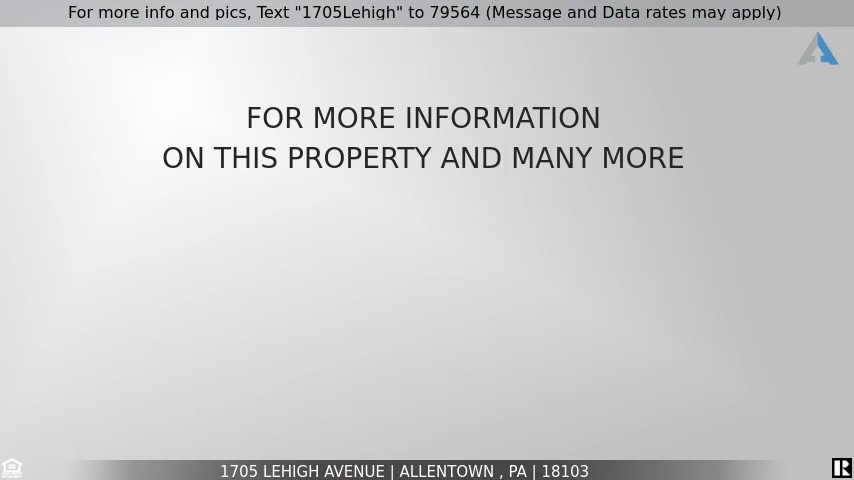 For more info and pics, Text "1705Lehigh" to 79564 (Message and Data rates may apply)
FOR MORE INFORMATION
ON THIS PROPERTY AND MANY MORE
1705 LEHIGH AVENUE | ALLENTOWN , PA | 18103